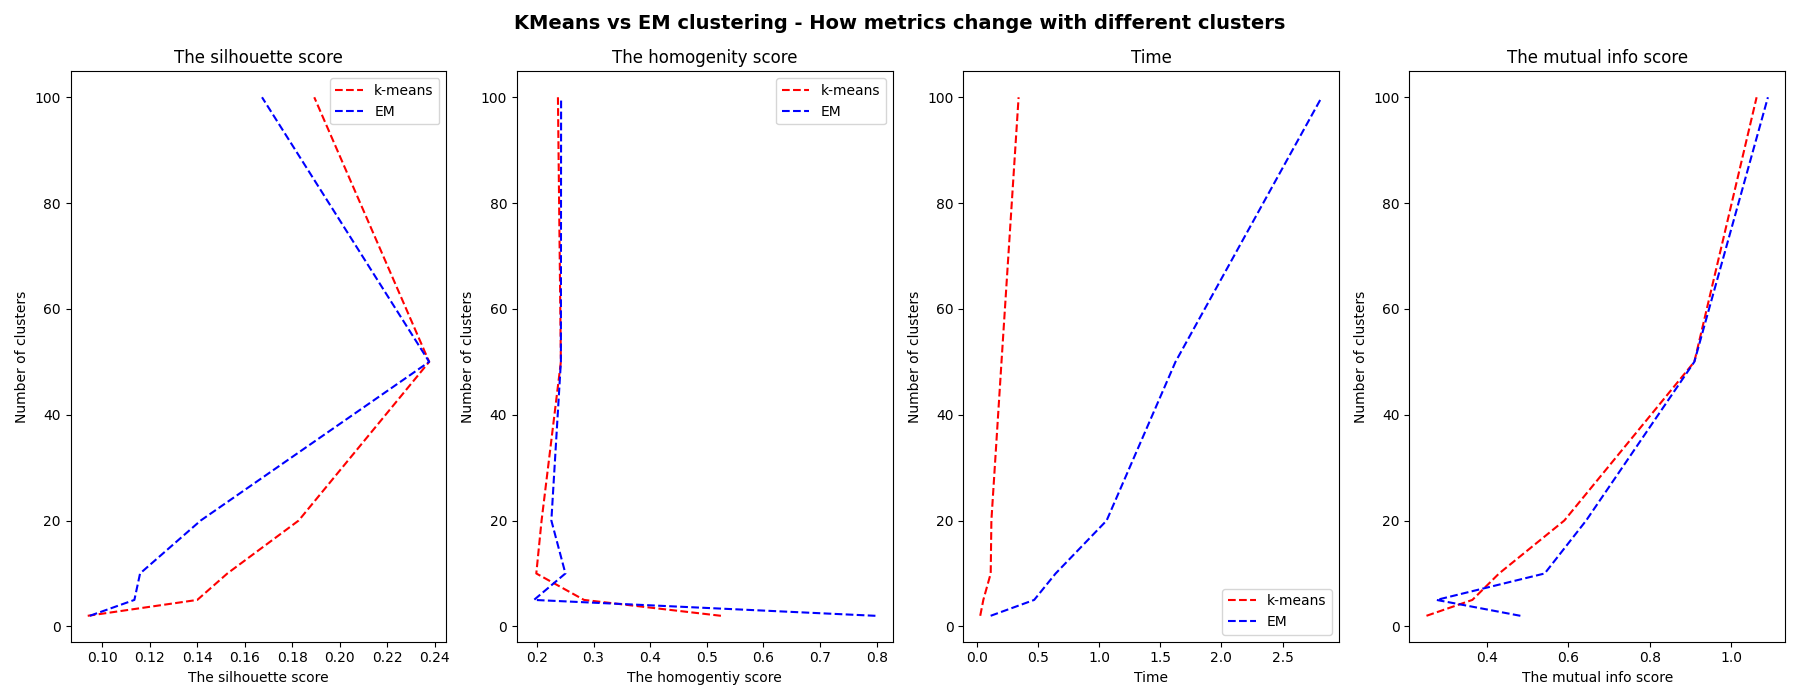 KMeans vs EM clustering - How metrics change with different clusters
The silhouette score
k-means
EM
100
80
60
40
20
0
Number of clusters
0.10 0.12 0.14 0.16 0.18 0.20 0.22 0.24
The silhouette score
The homogenity score
k-means
EM
100
80
60
40
20
0
Number of clusters
0.2 0.3 0.4 0.5 0.6 0.7 0.8
The homogentiy score
Time
100
80
60
40
20
0
Number of clusters
k-means
EM
0.0 0.5 1.0 1.5 2.0 2.5
Time
The mutual info score
100
80
60
40
20
0
Number of clusters
0.4 0.6 0.8 1.0
The mutual info score